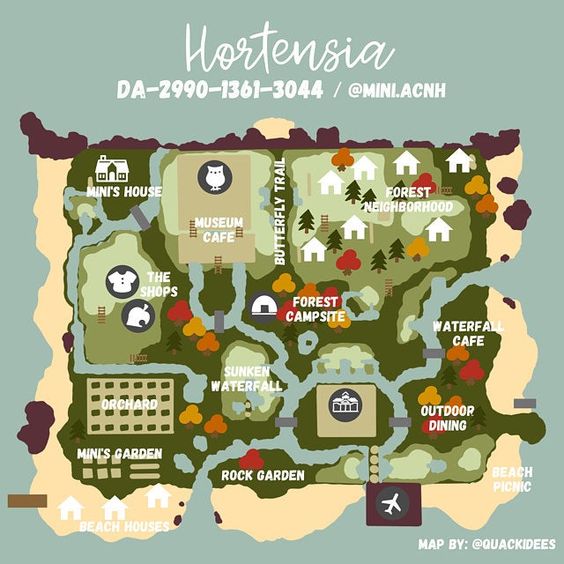 Hortensia
DA-2990-1361-3044 / @MINI.ACNH
MINI'S HOUSE
MUSEUM
CAFE
BUTTERFLY TRAIL
FOREST
NEIGHBORHOOD
THE
SHOPS
FOREST
CAMPSITE
WATERFALL
CAFE
SUNKEN
WATERFALL
ORCHARD
OUTDOOR
DINING
MINI'S GARDEN
ROCK GARDEN
BEACH
PICNIC
BEACH HOUSES
MAP BY: @QUACKIDEES